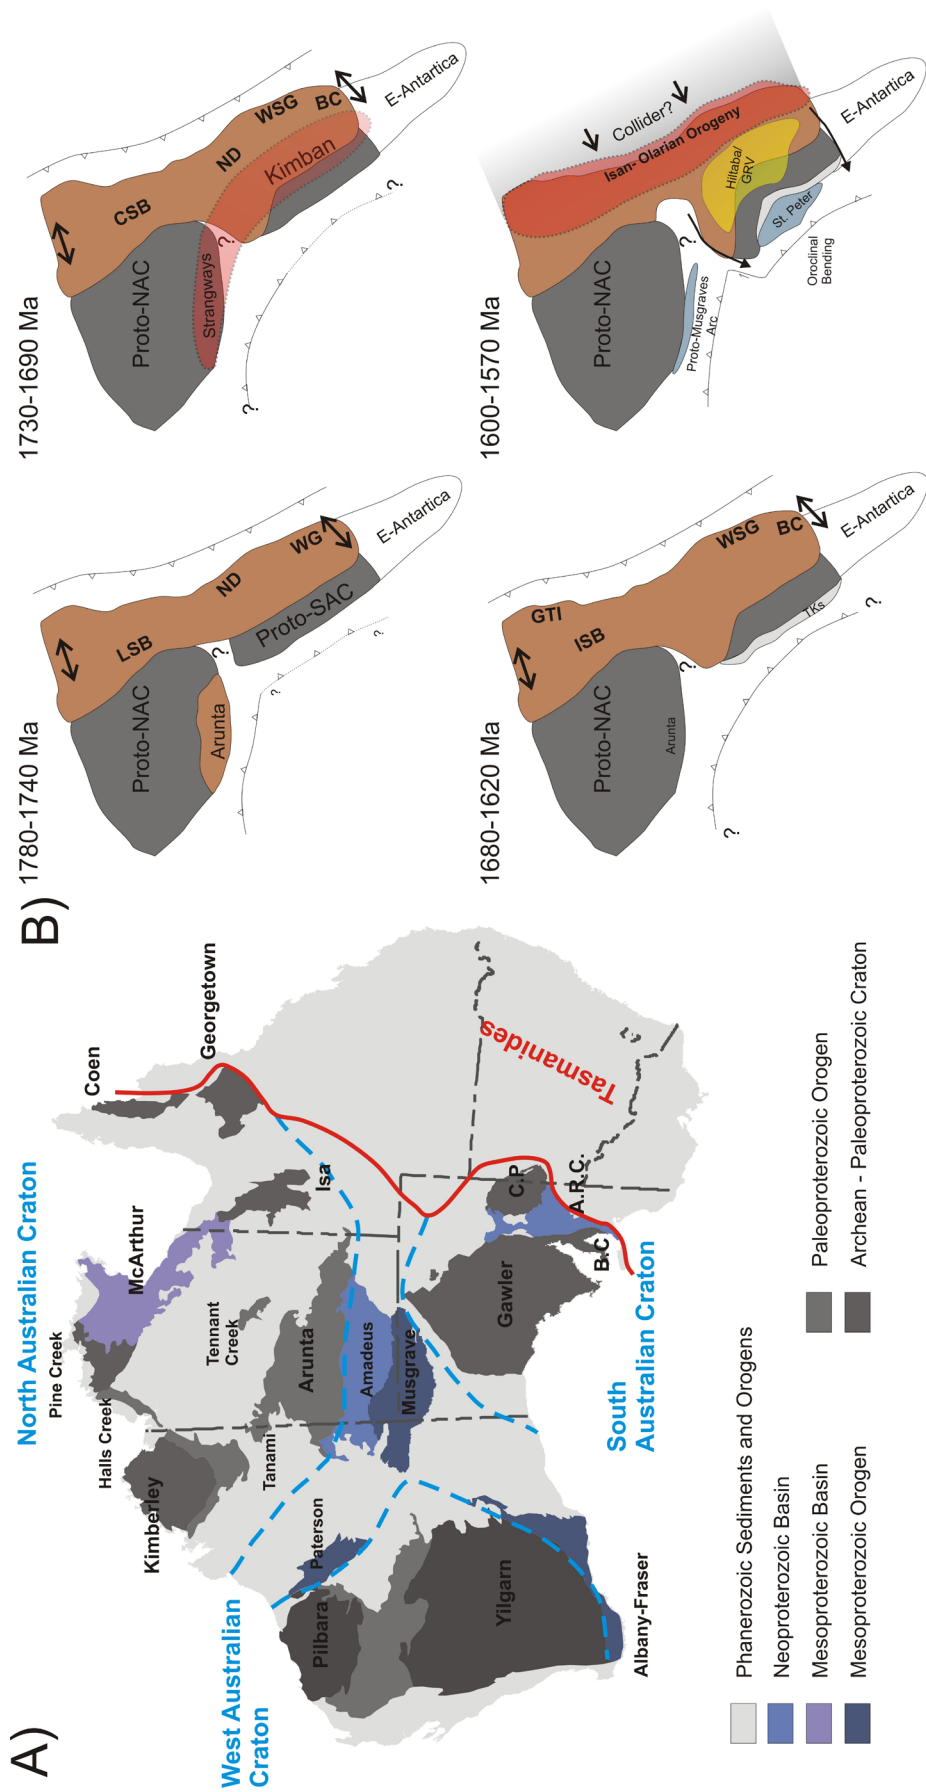 A)
North Australian Craton
West Australian
Craton
South
Australian Craton
Coen
Georgetown
Pine Creek
McArthur
Halls Creek
Kimberley
Tennant
Creek
Isa
Tanami
Arunta
Amadeus
Musgrave
Paterson
Pilbara
Yilgarn
Albany-Fraser
Gawler
C.P.
A.R.C.
B.C
Tasmanides
Phanerozoic Sediments and Orogens
Neoproterozoic Basin
Mesoproterozoic Basin
Mesoproterozoic Orogen
Paleoproterozoic Orogen
Archean - Paleoproterozoic Craton
B)
1780-1740 Ma
Proto-NAC
LSB
ND
WG
Arunta
?
Proto-SAC
E-Antartica
?
?
1730-1690 Ma
Proto-NAC
CSB
ND
WSG
BC
Strangways
?
Kimban
E-Antartica
?
?
1680-1620 Ma
Proto-NAC
GTI
ISB
WSG
BC
Arunta
?
TKs
E-Antartica
?
?
1600-1570 Ma
Proto-NAC
Collider?
Isan- Olarian Orogeny
Hiltaba/
GRV
St. Peter
?
Proto-Musgraves
Arc
Oroclinal
Bending
E-Antartica